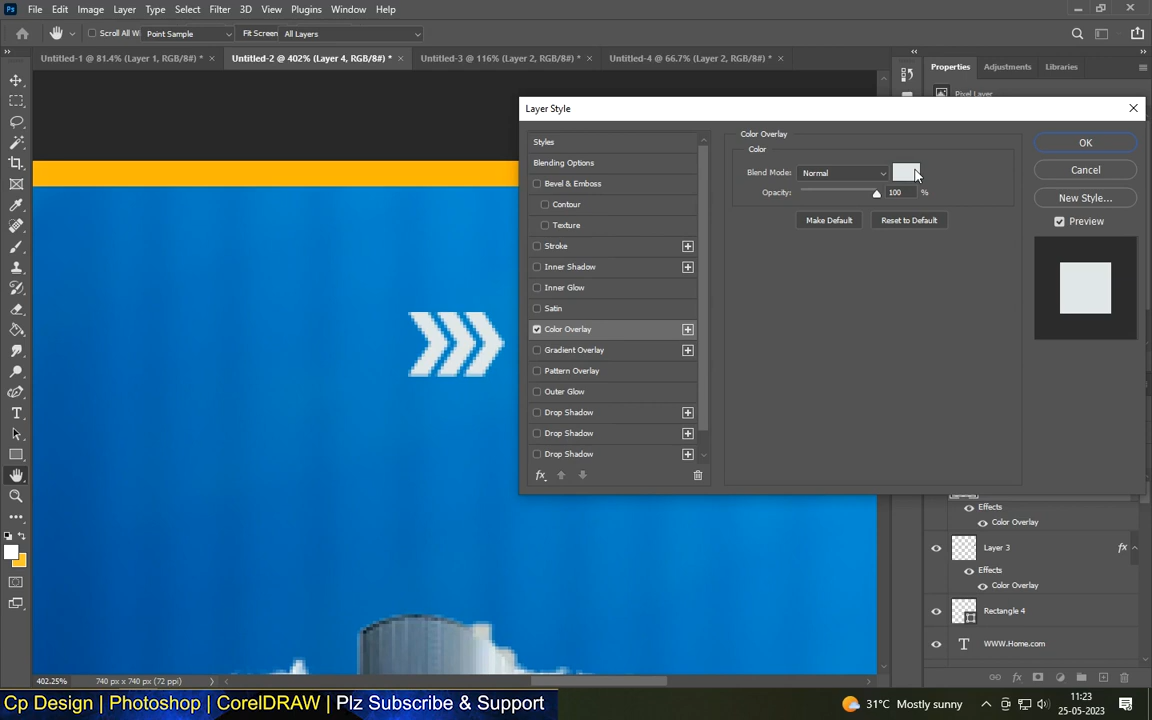 File Edit Image Layer Type Select Filter 3D View Plugins Window Help
Scroll All W Point Sample Fit Screen All Layers
Untitled-1 @ 81.4% (Layer 1, RGB/8#) * × Untitled-2 @ 402% (Layer 4, RGB/8#) * × Untitled-3 @ 116% (Layer 2, RGB/8#) * × Untitled-4 @ 66.7% (Layer 2, RGB/8#) * ×
Properties Adjustments Libraries
Pixel Layer
Layer Style
Styles
Blending Options
Bevel & Emboss
Contour
Texture
Stroke
Inner Shadow
Inner Glow
Satin
Color Overlay
Gradient Overlay
Pattern Overlay
Outer Glow
Drop Shadow
Drop Shadow
Drop Shadow
fx
Color Overlay
Color
Blend Mode: Normal
Opacity: 100 %
Make Default Reset to Default
OK
Cancel
New Style...
Preview
Effects
Color Overlay
Layer 3 fx
Effects
Color Overlay
Rectangle 4
T WWW.Home.com
402.25% 740 px x 740 px (72 ppi)
Cp Design | Photoshop | CorelDRAW | Plz Subscribe & Support
31°C Mostly sunny
11:23
25-05-2023